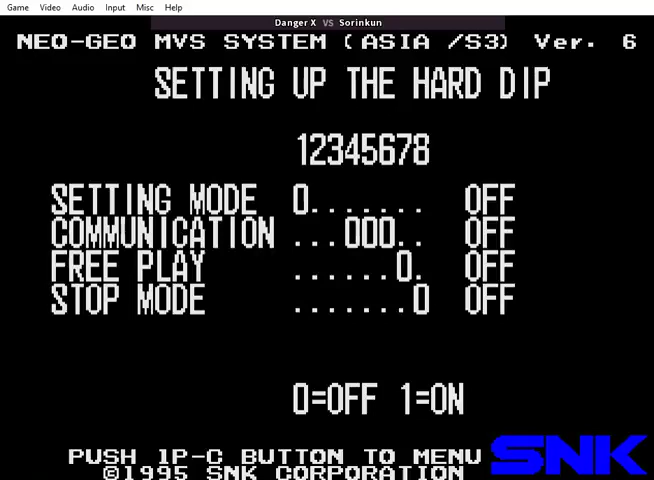 Game Video Audio Input Misc Help
Danger X VS Sorinkun
NEO-GEO MVS SYSTEM (ASIA /S3) Ver. 6
SETTING UP THE HARD DIP
12345678
SETTING MODE 0....... OFF
COMMUNICATION ...000.. OFF
FREE PLAY ......0. OFF
STOP MODE .......0 OFF
0=OFF 1=ON
PUSH 1P-C BUTTON TO MENU
©1995 SNK CORPORATION
SNK